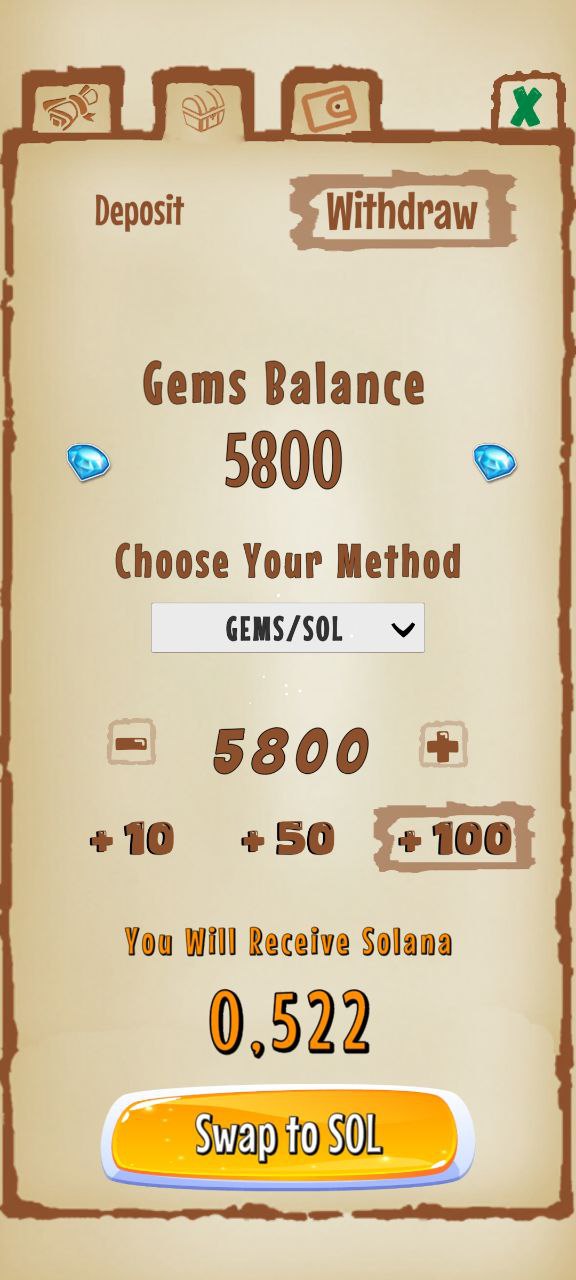 Deposit
Withdraw
Gems Balance
5800
Choose Your Method
GEMS/SOL
5800
+ 10
+ 50
+ 100
You Will Receive Solana
0,522
Swap to SOL